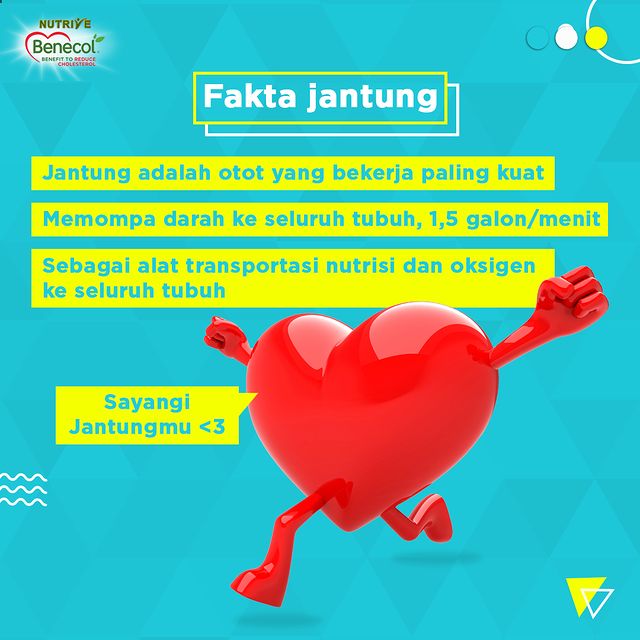 NUTRIVE
Benecol
BENEFIT TO REDUCE
CHOLESTEROL
Fakta jantung
Jantung adalah otot yang bekerja paling kuat
Memompa darah ke seluruh tubuh, 1,5 galon/menit
Sebagai alat transportasi nutrisi dan oksigen
ke seluruh tubuh
Sayangi
Jantungmu <3